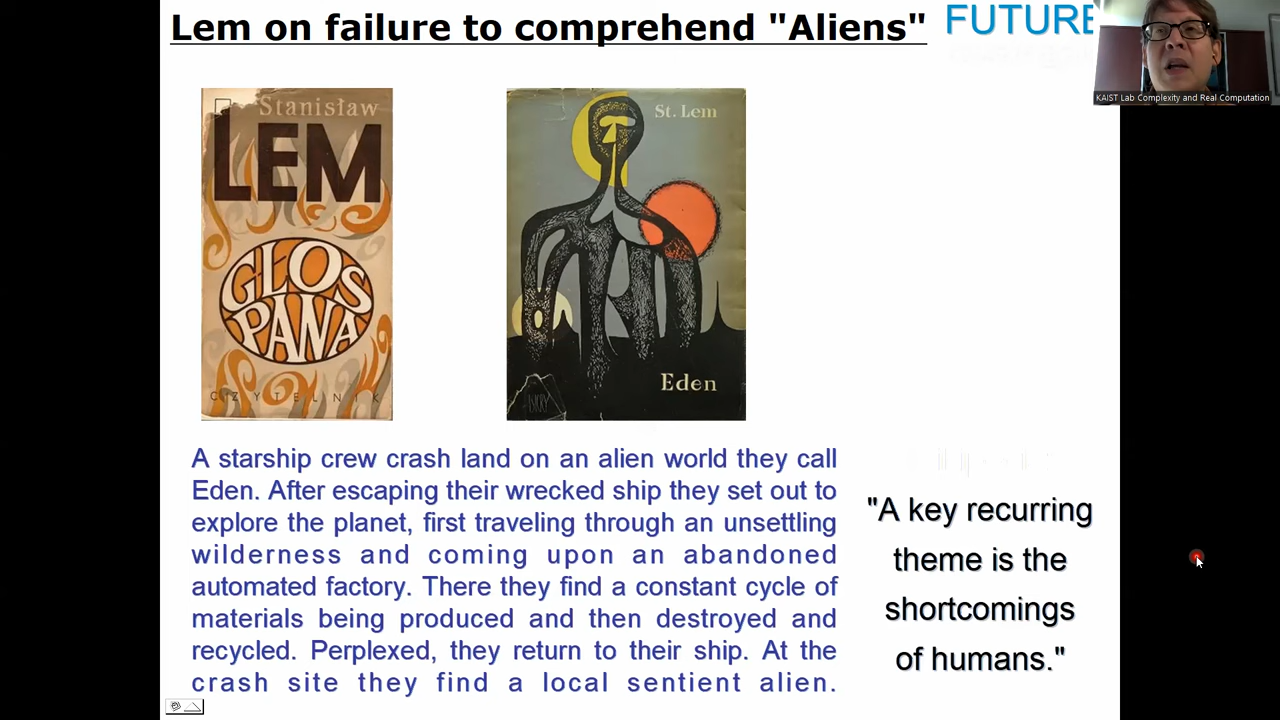 Lem on failure to comprehend "Aliens"
FUTURE
KAIST Lab Complexity and Real Computation
Stanisław
LEM
GŁOS
PANA
CZYTELNIK
St. Lem
Eden
ISKRY
A starship crew crash land on an alien world they call
Eden. After escaping their wrecked ship they set out to
explore the planet, first traveling through an unsettling
wilderness and coming upon an abandoned
automated factory. There they find a constant cycle of
materials being produced and then destroyed and
recycled. Perplexed, they return to their ship. At the
crash site they find a local sentient alien.
"A key recurring
theme is the
shortcomings
of humans."